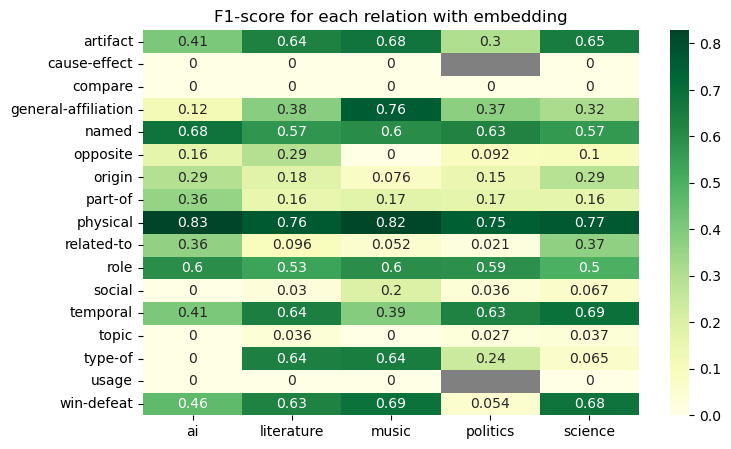 F1-score for each relation with embedding
artifact 0.41 0.64 0.68 0.3 0.65
cause-effect 0 0 0 0
compare 0 0 0 0 0
general-affiliation 0.12 0.38 0.76 0.37 0.32
named 0.68 0.57 0.6 0.63 0.57
opposite 0.16 0.29 0 0.092 0.1
origin 0.29 0.18 0.076 0.15 0.29
part-of 0.36 0.16 0.17 0.17 0.16
physical 0.83 0.76 0.82 0.75 0.77
related-to 0.36 0.096 0.052 0.021 0.37
role 0.6 0.53 0.6 0.59 0.5
social 0 0.03 0.2 0.036 0.067
temporal 0.41 0.64 0.39 0.63 0.69
topic 0 0.036 0 0.027 0.037
type-of 0 0.64 0.64 0.24 0.065
usage 0 0 0 0
win-defeat 0.46 0.63 0.69 0.054 0.68
ai literature music politics science
0.8
0.7
0.6
0.5
0.4
0.3
0.2
0.1
0.0